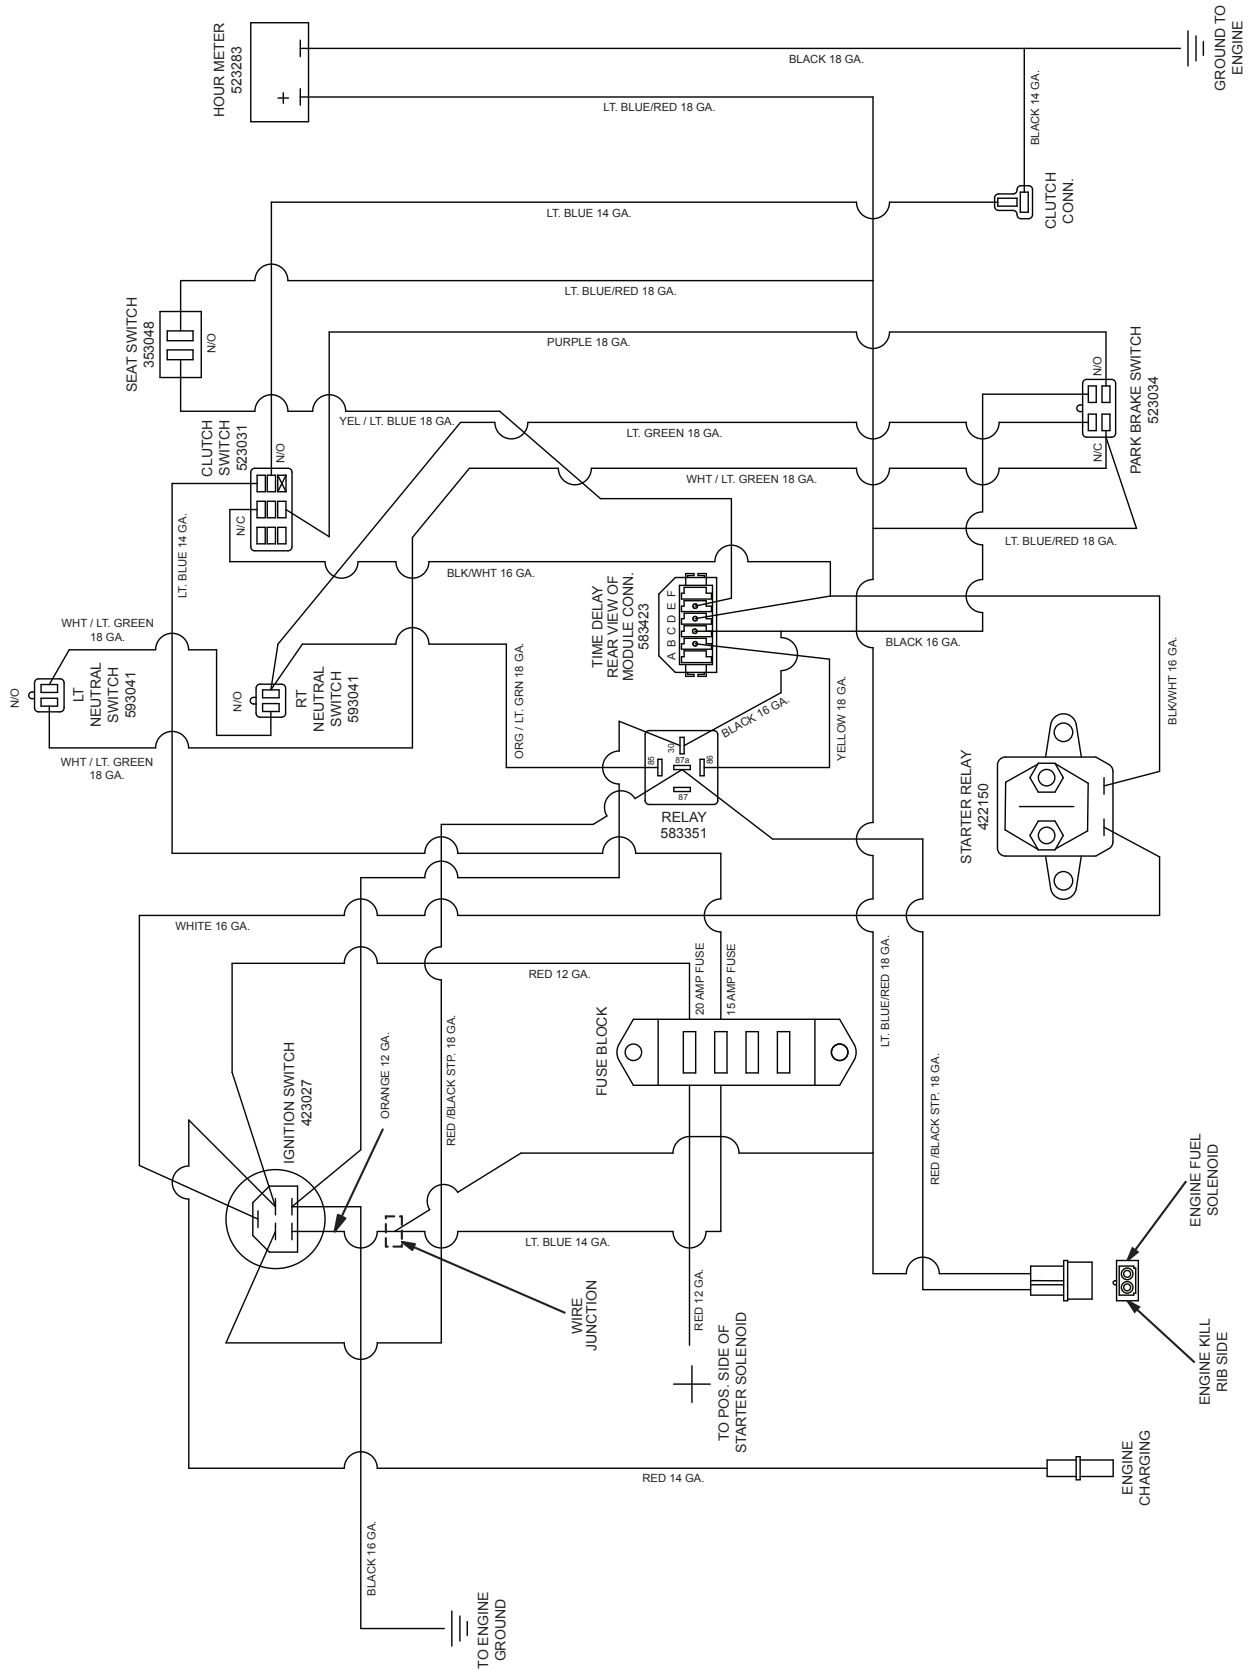 HOUR METER
523283
+
BLACK 18 GA.
GROUND TO
ENGINE
LT. BLUE/RED 18 GA.
BLACK 14 GA.
CLUTCH
CONN.
LT. BLUE 14 GA.
LT. BLUE/RED 18 GA.
SEAT SWITCH
353048
N/O
PURPLE 18 GA.
YEL / LT. BLUE 18 GA.
LT. GREEN 18 GA.
WHT / LT. GREEN 18 GA.
N/O
N/C
PARK BRAKE SWITCH
523034
CLUTCH
SWITCH
523031
N/O
N/C
LT. BLUE/RED 18 GA.
LT. BLUE 14 GA.
BLK/WHT 16 GA.
TIME DELAY
REAR VIEW OF
MODULE CONN.
583423
A B C D E F
BLACK 16 GA.
WHT / LT. GREEN
18 GA.
N/O
LT
NEUTRAL
SWITCH
593041
N/O
RT
NEUTRAL
SWITCH
593041
WHT / LT. GREEN
18 GA.
ORG / LT. GRN 18 GA.
BLACK 16 GA.
YELLOW 18 GA.
BLK/WHT 16 GA.
30
85
87a
86
87
RELAY
583351
STARTER RELAY
422150
WHITE 16 GA.
RED 12 GA.
20 AMP FUSE
15 AMP FUSE
FUSE BLOCK
LT. BLUE/RED 18 GA.
RED /BLACK STP. 18 GA.
IGNITION SWITCH
423027
ORANGE 12 GA.
RED /BLACK STP. 18 GA.
LT. BLUE 14 GA.
WIRE
JUNCTION
RED 12 GA.
TO POS. SIDE OF
STARTER SOLENOID
ENGINE FUEL
SOLENOID
ENGINE KILL
RIB SIDE
RED 14 GA.
ENGINE
CHARGING
BLACK 16 GA.
TO ENGINE
GROUND